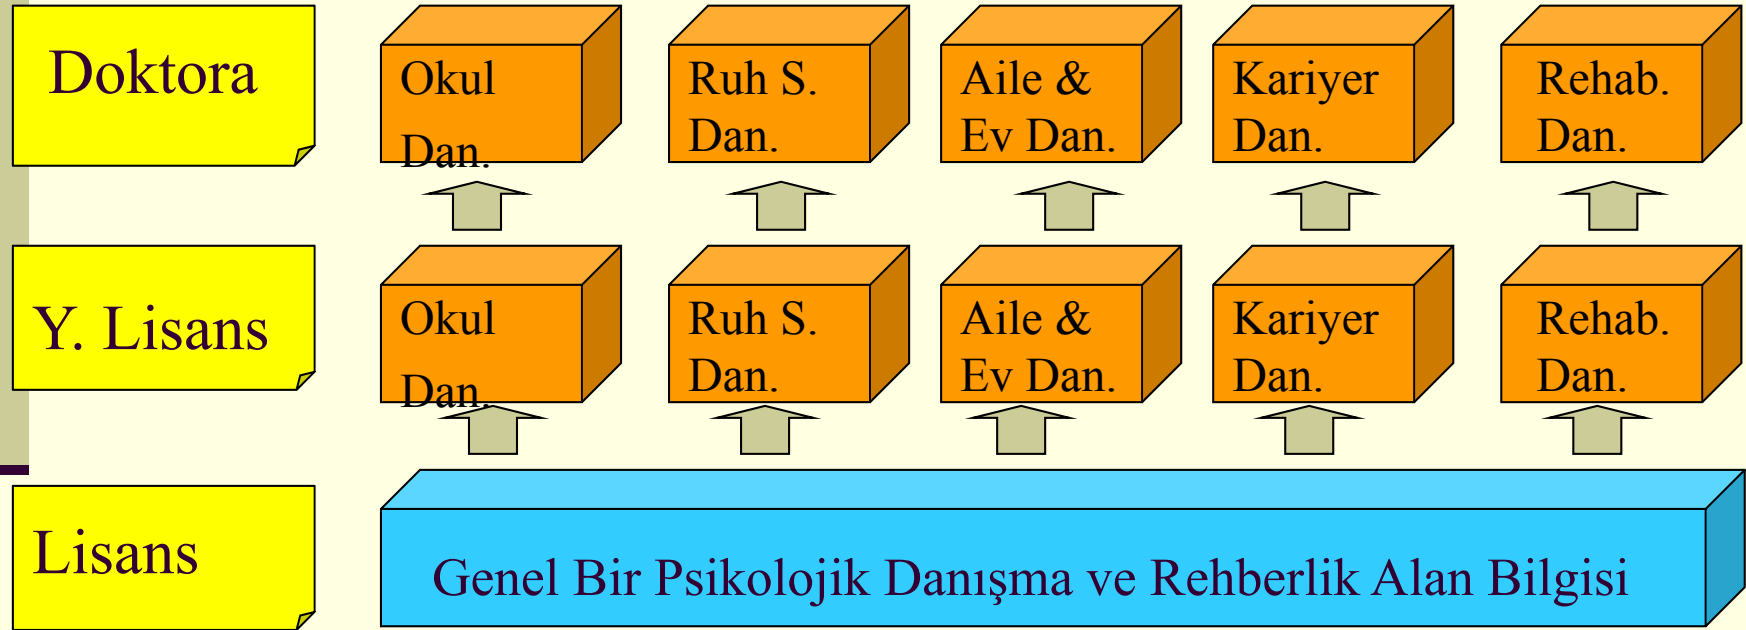 Doktora
Okul
Dan.
Ruh S.
Dan.
Aile &
Ev Dan.
Kariyer
Dan.
Rehab.
Dan.
Y. Lisans
Okul
Dan.
Ruh S.
Dan.
Aile &
Ev Dan.
Kariyer
Dan.
Rehab.
Dan.
Lisans
Genel Bir Psikolojik Danışma ve Rehberlik Alan Bilgisi